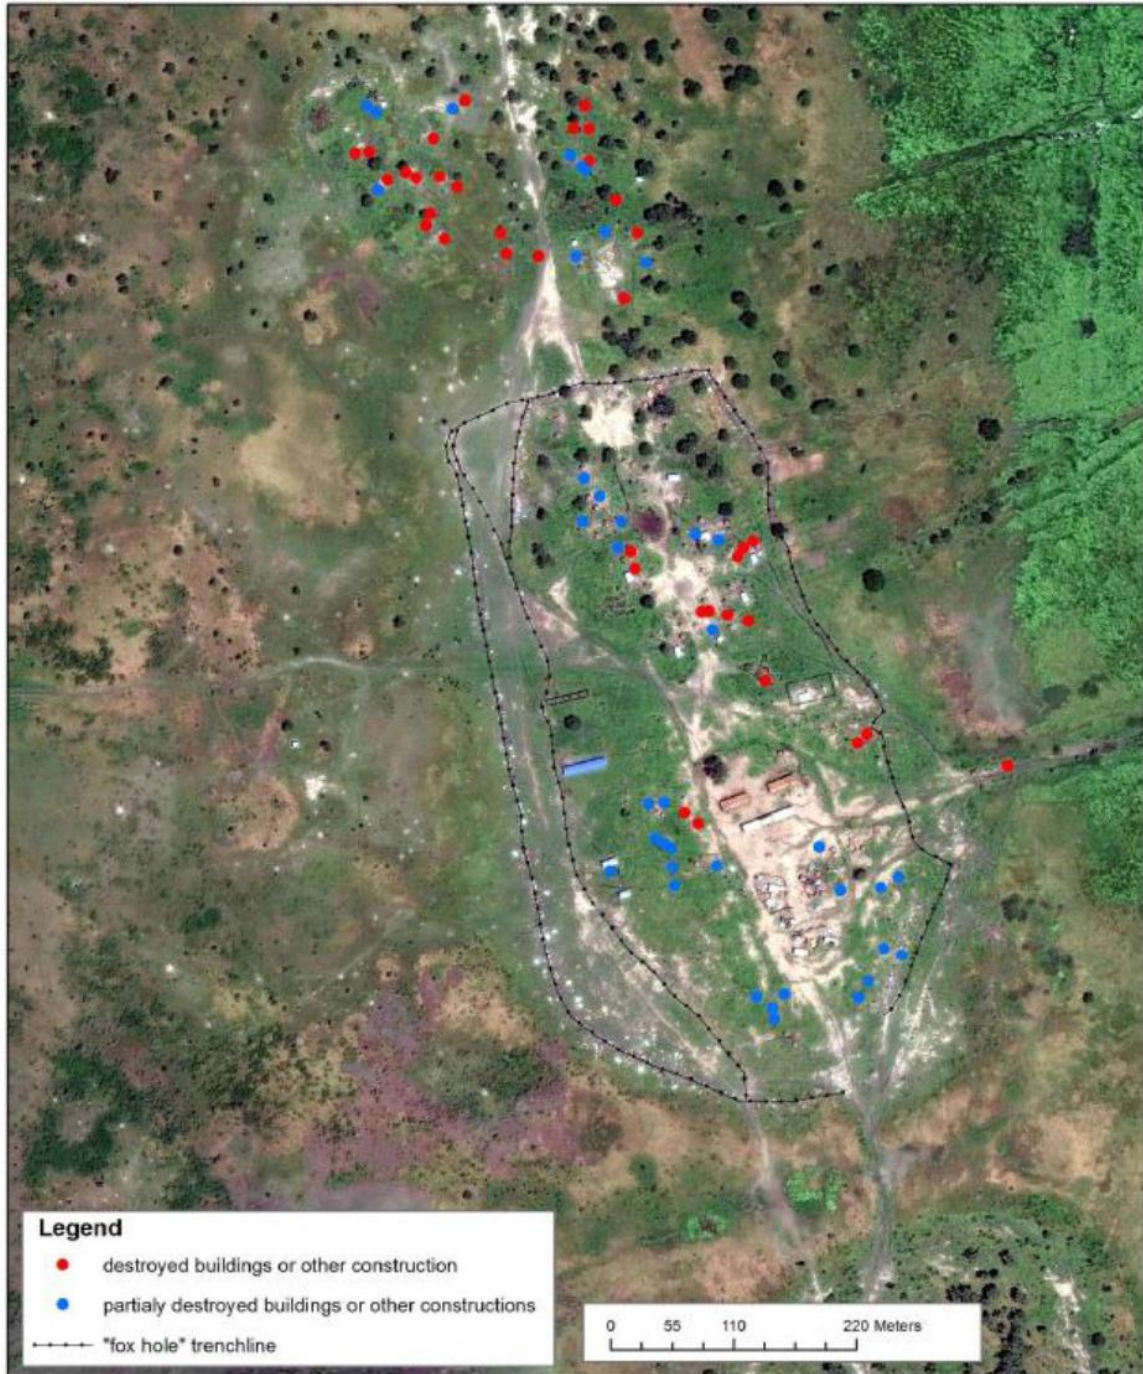 Legend
destroyed buildings or other construction
partialy destroyed buildings or other constructions
"fox hole" trenchline
0 55 110 220 Meters